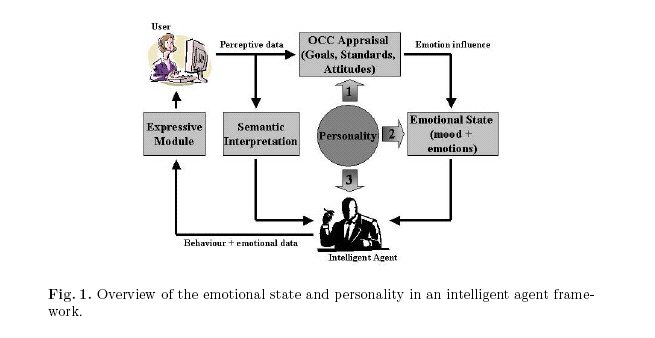 User
Perceptive data
OCC Appraisal
(Goals, Standards,
Attitudes)
Emotion influence
1
Expressive
Module
Semantic
Interpretation
Personality
2
Emotional State
(mood +
emotions)
3
Behaviour + emotional data
Intelligent Agent
Fig. 1. Overview of the emotional state and personality in an intelligent agent frame-
work.